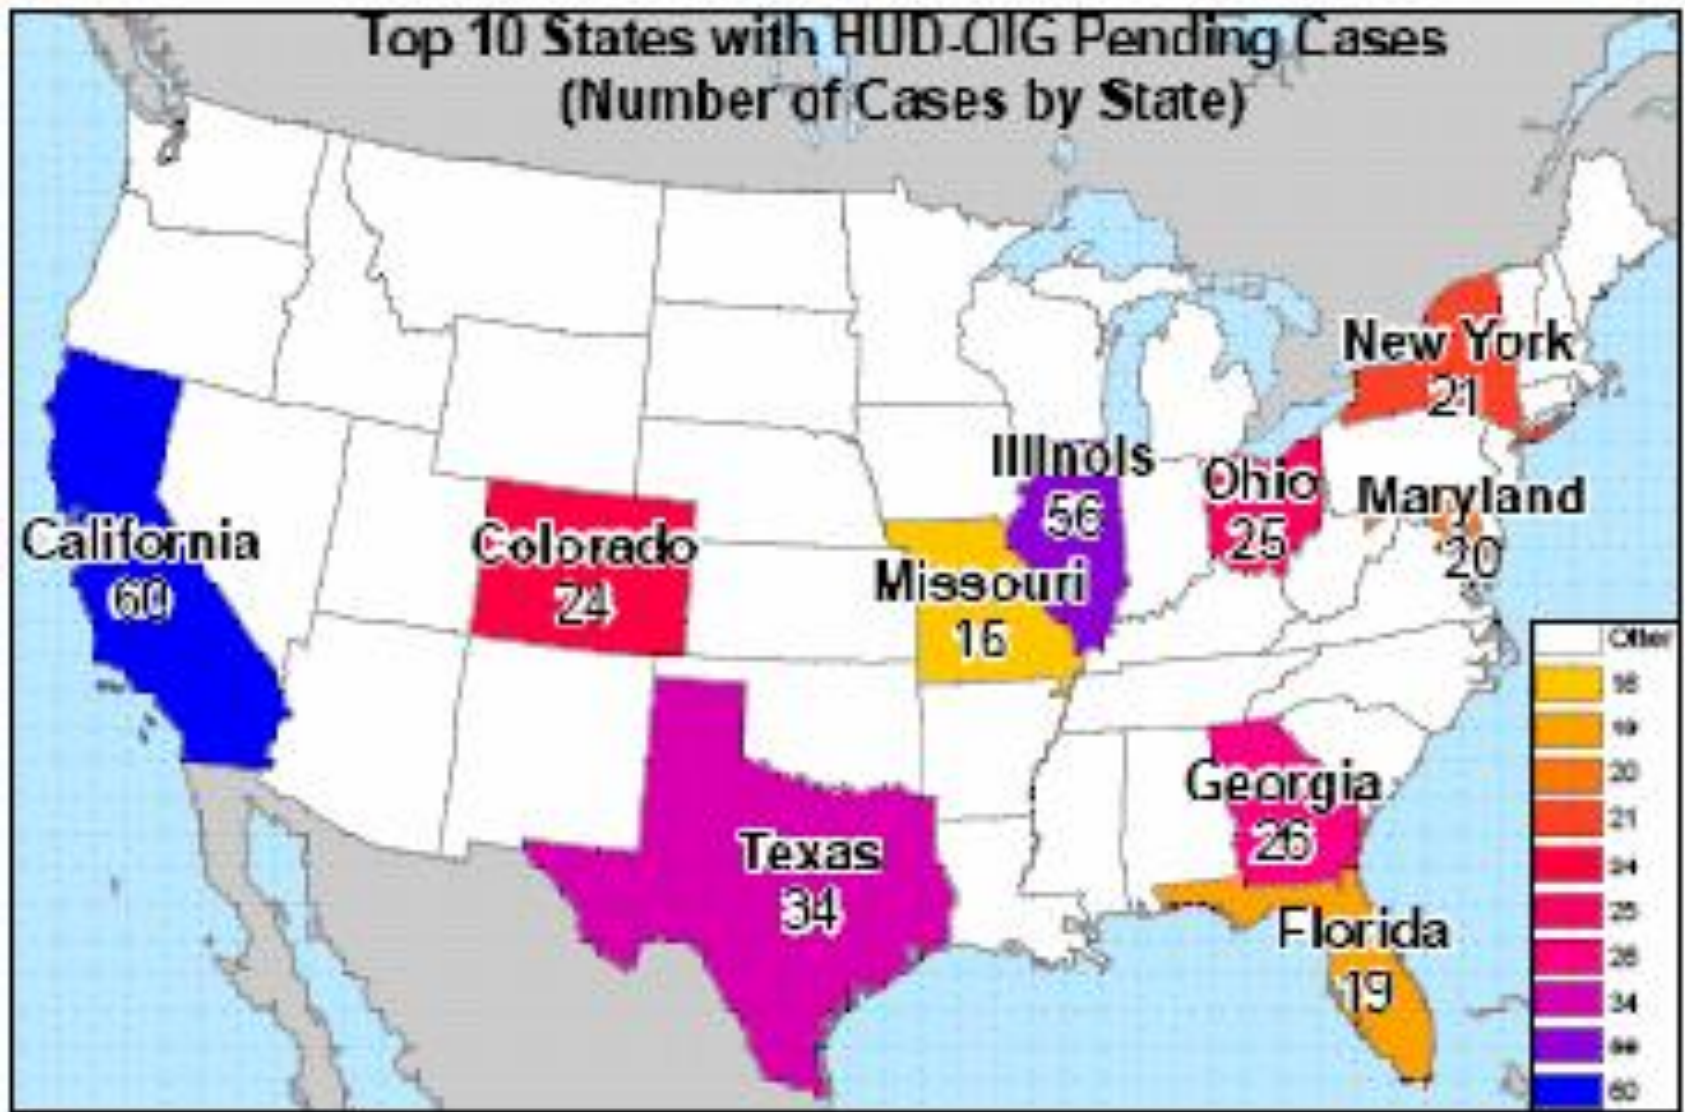 Top 10 States with HUD-OIG Pending Cases
(Number of Cases by State)
New York
21
Illinois
56
Ohio
25
Maryland
20
California
60
Colorado
24
Missouri
16
Texas
34
Georgia
26
Florida
19
Other
16
19
20
21
24
25
26
34
60